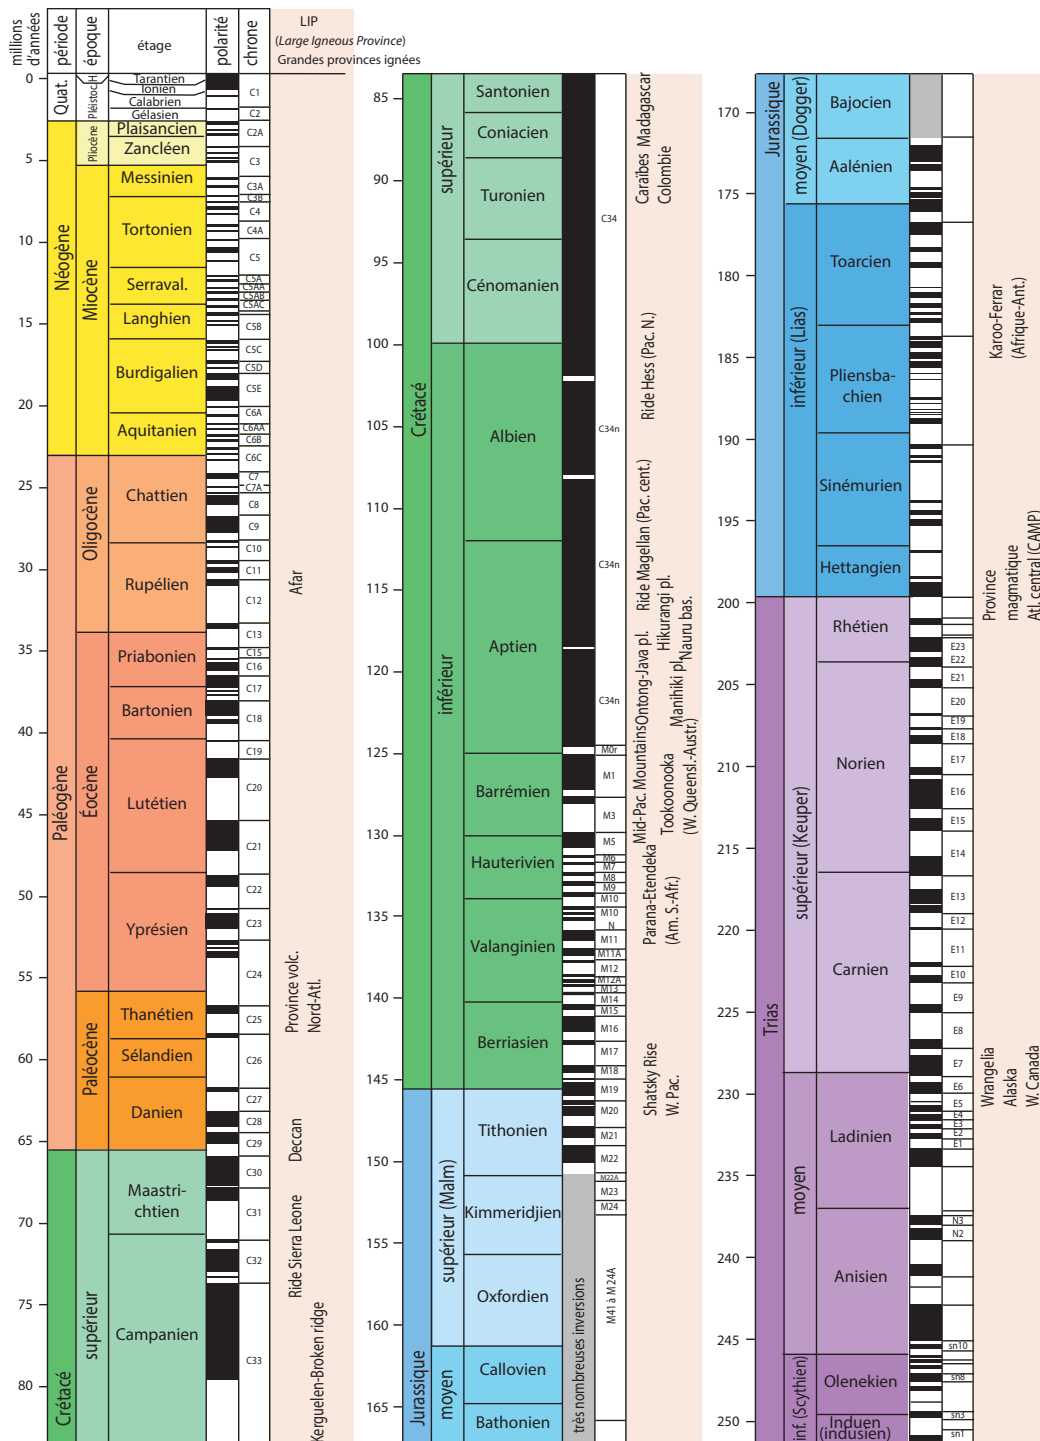 millions
d'années
période
époque
étage
polarité
chrone
LIP
(Large Igneous Province)
Grandes provinces ignées
0
5
10
15
20
25
30
35
40
45
50
55
60
65
70
75
80
Quat.
Néogène
Paléogène
Crétacé
H.
Pléistoc.
Pliocène
Miocène
Oligocène
Éocène
Paléocène
supérieur
Tarantien
Ionien
Calabrien
Gélasien
Plaisancien
Zancléen
Messinien
Tortonien
Serraval.
Langhien
Burdigalien
Aquitanien
Chattien
Rupélien
Priabonien
Bartonien
Lutétien
Yprésien
Thanétien
Sélandien
Danien
Maastri-
chtien
Campanien
C1
C2
C2A
C3
C3A
C3B
C4
C4A
C5
C5A
C5AA
C5AB
C5AC
C5B
C5C
C5D
C5E
C6A
C6AA
C6B
C6C
C7
C7A
C8
C9
C10
C11
C12
C13
C15
C16
C17
C18
C19
C20
C21
C22
C23
C24
C25
C26
C27
C28
C29
C30
C31
C32
C33
Afar
Province volc.
Nord-Atl.
Deccan
Ride Sierra Leone
Kerguelen-Broken ridge
85
90
95
100
105
110
115
120
125
130
135
140
145
150
155
160
165
Crétacé
Jurassique
supérieur
inférieur
supérieur (Malm)
moyen
Santonien
Coniacien
Turonien
Cénomanien
Albien
Aptien
Barrémien
Hauterivien
Valanginien
Berriasien
Tithonien
Kimmeridjien
Oxfordien
Callovien
Bathonien
très nombreuses inversions
C34
C34n
C34n
C34n
M0r
M1
M3
M5
M6
M7
M8
M9
M10
M10
N
M11
M11A
M12
M12A
M13
M14
M15
M16
M17
M18
M19
M20
M21
M22
M22A
M23
M24
M41 à M24A
Caraïbes Madagascar
Colombie
Ride Hess (Pac. N.)
Ride Magellan (Pac. cent.)
Hikurangi pl.
Nauru bas.
Mid-Pac. Mountains
Ontong-Java pl.
Manihiki pl.
Tookoonooka
(W. Queensl.-Austr.)
Parana-Etendeka
(Am. S.-Afr.)
Shatsky Rise
W. Pac.
170
175
180
185
190
195
200
205
210
215
220
225
230
235
240
245
250
Jurassique
Trias
moyen (Dogger)
inférieur (Lias)
supérieur (Keuper)
moyen
inf. (Scythien)
Bajocien
Aalénien
Toarcien
Pliensba-
chien
Sinémurien
Hettangien
Rhétien
Norien
Carnien
Ladinien
Anisien
Olenekien
Induen
(indusien)
E23
E22
E21
E20
E19
E18
E17
E16
E15
E14
E13
E12
E11
E10
E9
E8
E7
E6
E5
E4
E3
E2
E1
N3
N2
sn10
sn8
sn3
sn1
Karoo-Ferrar
(Afrique-Ant.)
Province
magmatique
Atl. central (CAMP)
Wrangelia
Alaska
W. Canada